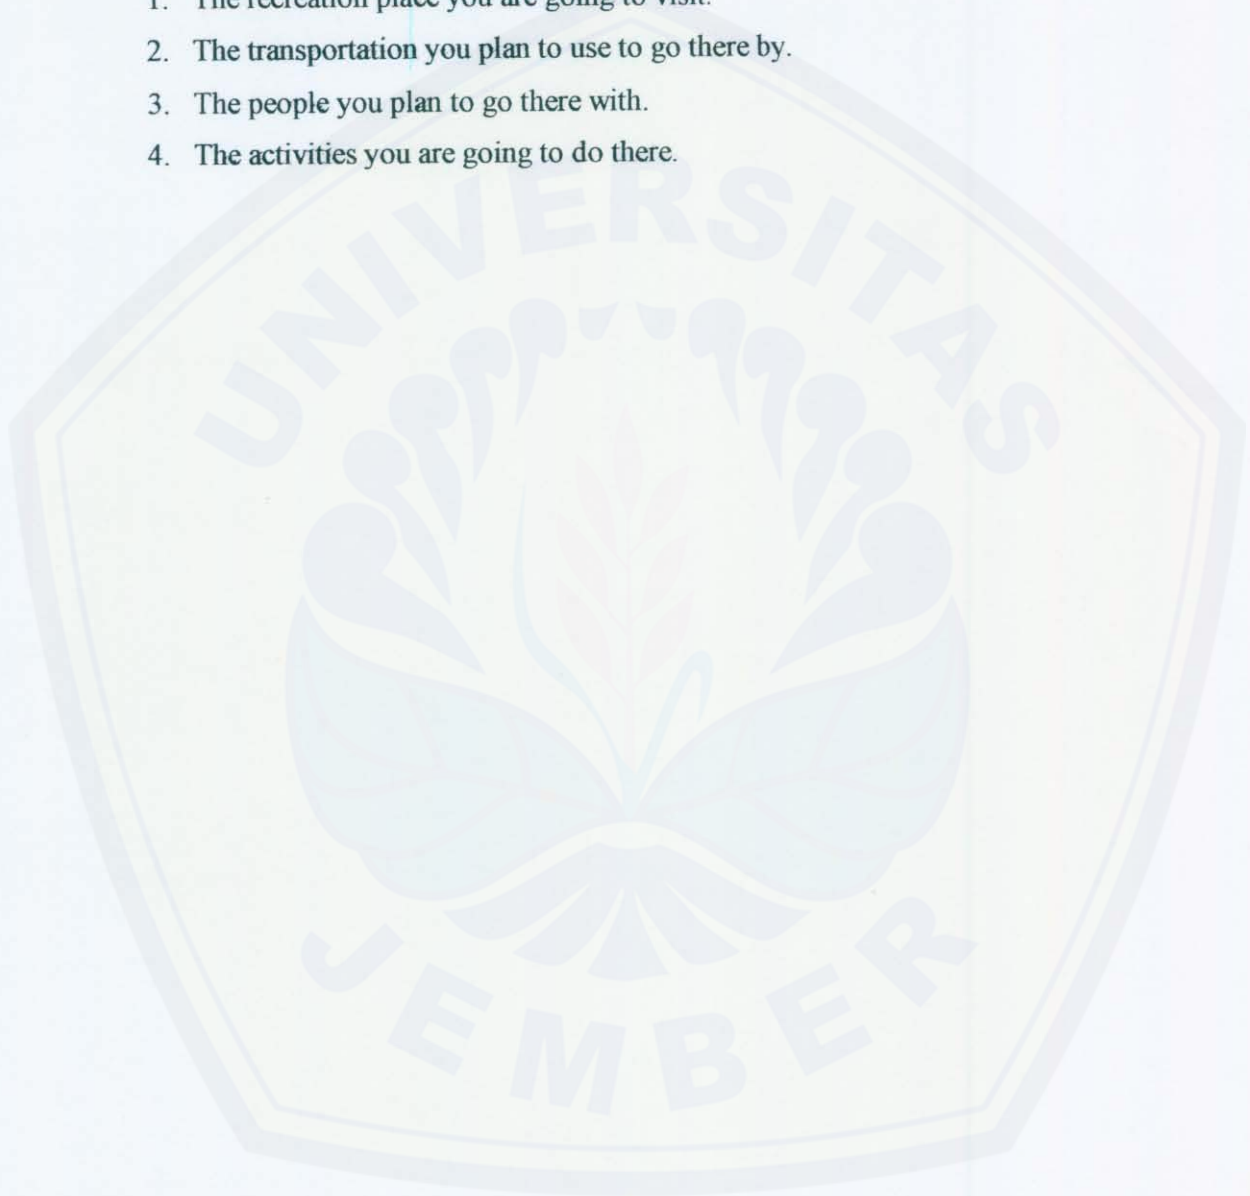 1. The recreation place you are going to visit.
2. The transportation you plan to use to go there by.
3. The people you plan to go there with.
4. The activities you are going to do there.
UNIVERSITAS
JEMBER